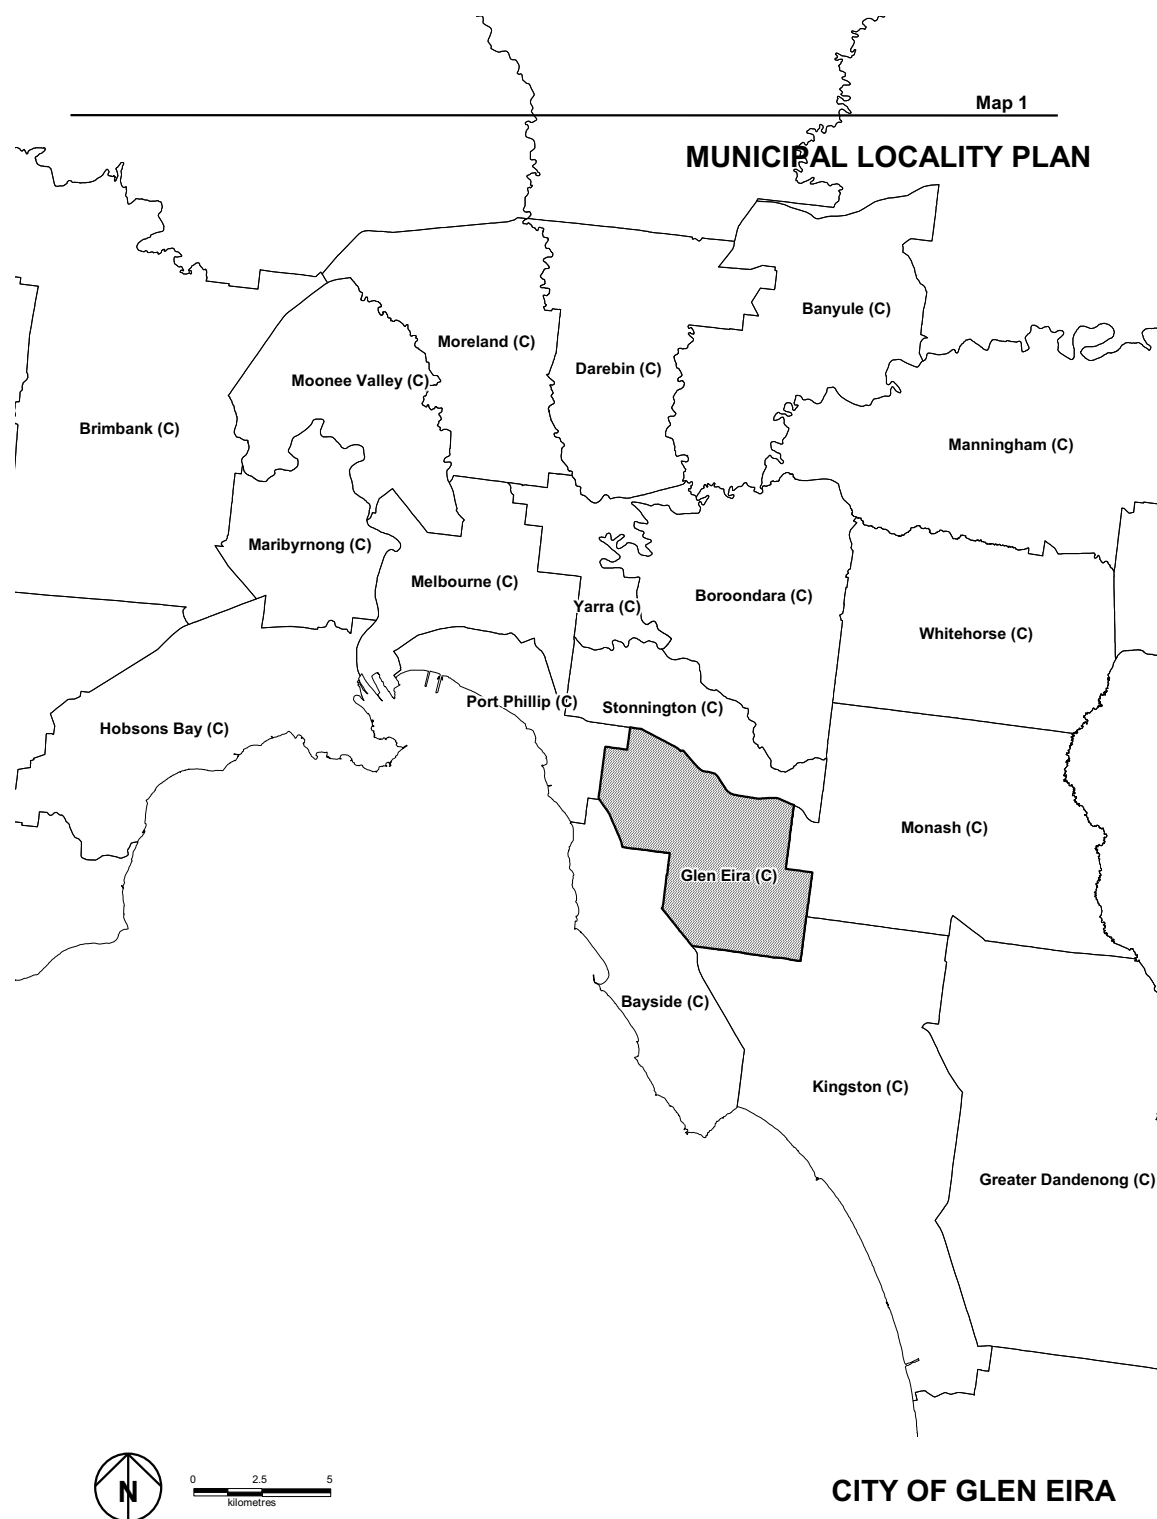 Map 1
MUNICIPAL LOCALITY PLAN
Banyule (C)
Moreland (C)
Darebin (C)
Moonee Valley (C)
Brimbank (C)
Manningham (C)
Maribyrnong (C)
Melbourne (C)
Yarra (C)
Boroondara (C)
Whitehorse (C)
Port Phillip (C)
Stonnington (C)
Hobsons Bay (C)
Monash (C)
Glen Eira (C)
Bayside (C)
Kingston (C)
Greater Dandenong (C)
N
0 2.5 5
kilometres
CITY OF GLEN EIRA